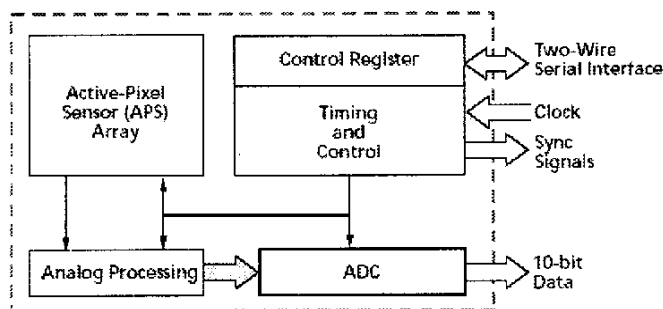 Active-Pixel
Sensor (APS)
Array
Control Register
Timing
and
Control
Two-Wire
Serial Interface
Clock
Sync
Signals
Analog Processing
ADC
10-bit
Data